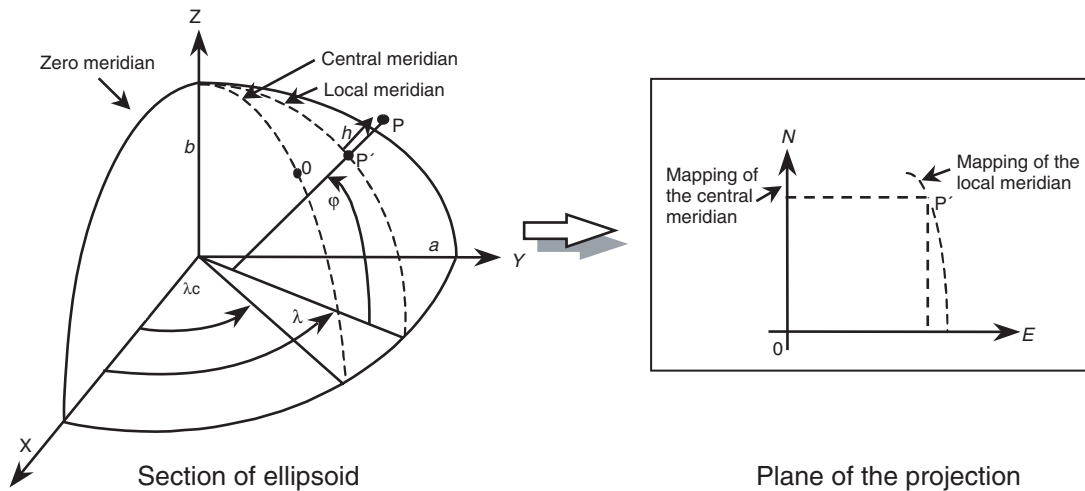 Z
Zero meridian
Central meridian
Local meridian
h
P
b
P´
0
φ
a
Y
λc
λ
X
Section of ellipsoid
N
Mapping of
the central
meridian
Mapping of the
local meridian
P´
0
E
Plane of the projection